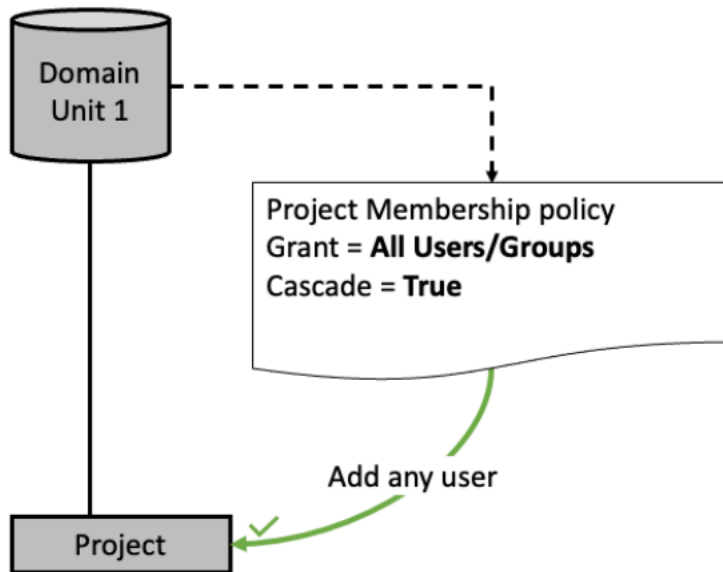 Domain
Unit 1
Project Membership policy
Grant = All Users/Groups
Cascade = True
Add any user
Project